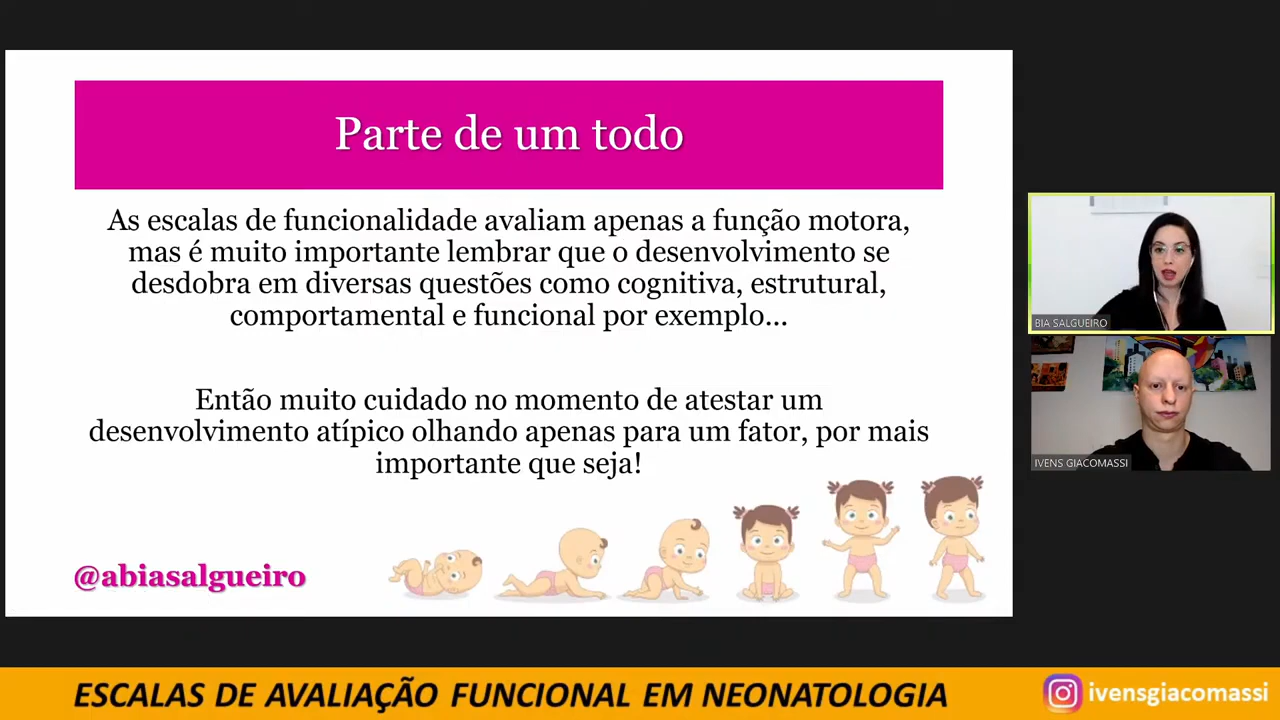 Parte de um todo
As escalas de funcionalidade avaliam apenas a função motora,
mas é muito importante lembrar que o desenvolvimento se
desdobra em diversas questões como cognitiva, estrutural,
comportamental e funcional por exemplo...
Então muito cuidado no momento de atestar um
desenvolvimento atípico olhando apenas para um fator, por mais
importante que seja!
@abiasalgueiro
BIA SALGUEIRO
IVENS GIACOMASSI
ESCALAS DE AVALIAÇÃO FUNCIONAL EM NEONATOLOGIA
ivensgiacomassi